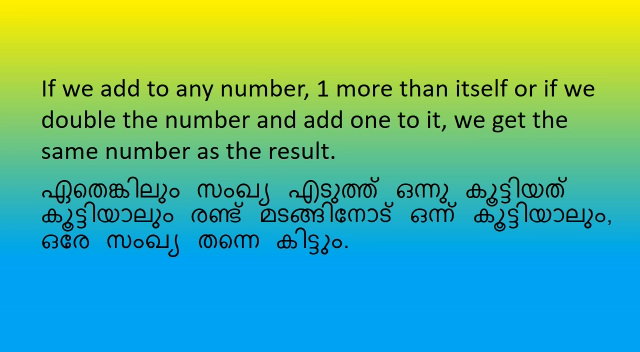 If we add to any number, 1 more than itself or if we
double the number and add one to it, we get the
same number as the result.
ഏതെങ്കിലും സംഖ്യ എടുത്ത് ഒന്നു കൂട്ടിയത്
കൂട്ടിയാലും രണ്ട് മടങ്ങിനോട് ഒന്ന് കൂട്ടിയാലും,
ഒരേ സംഖ്യ തന്നെ കിട്ടും.